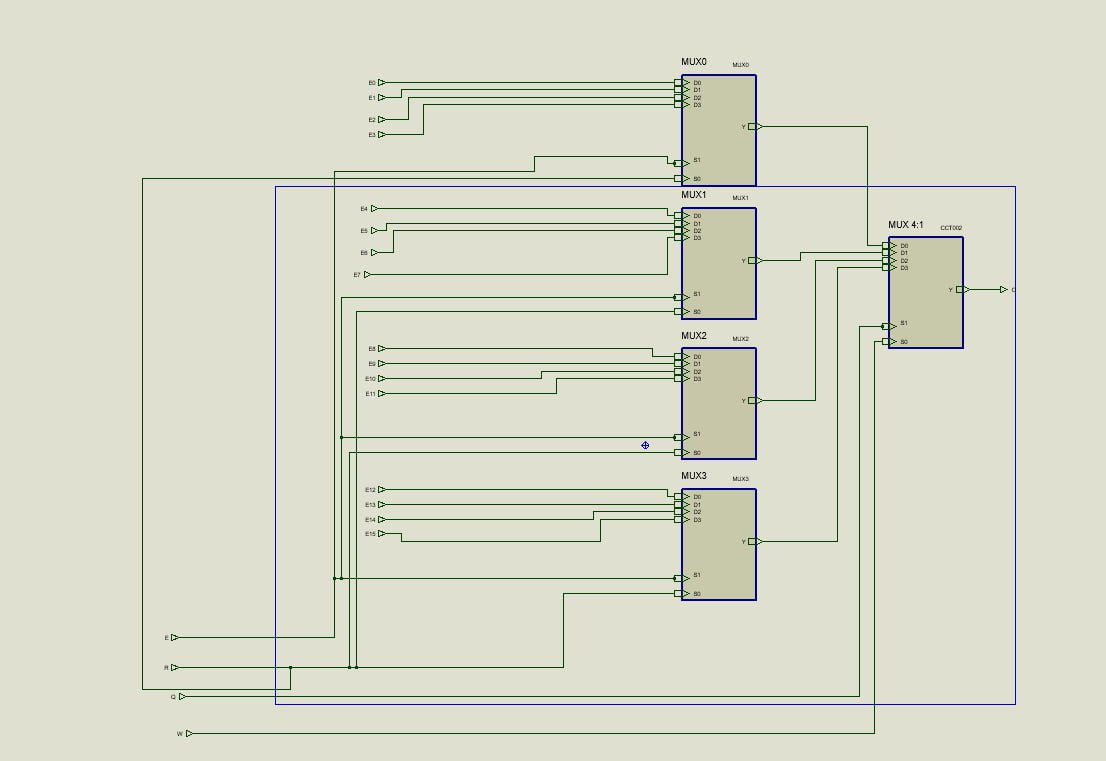 MUX0 MUX0
E0 D0
E1 D1
E2 D2
E3 D3
Y
S1
S0
MUX1 MUX1
E4 D0
E5 D1
E6 D2
E7 D3
Y
S1
S0
MUX 4:1 CCT002
D0
D1
D2
D3
Y
S1
S0
MUX2 MUX2
E8 D0
E9 D1
E10 D2
E11 D3
Y
S1
S0
MUX3 MUX3
E12 D0
E13 D1
E14 D2
E15 D3
Y
S1
S0
E
R
Q
W